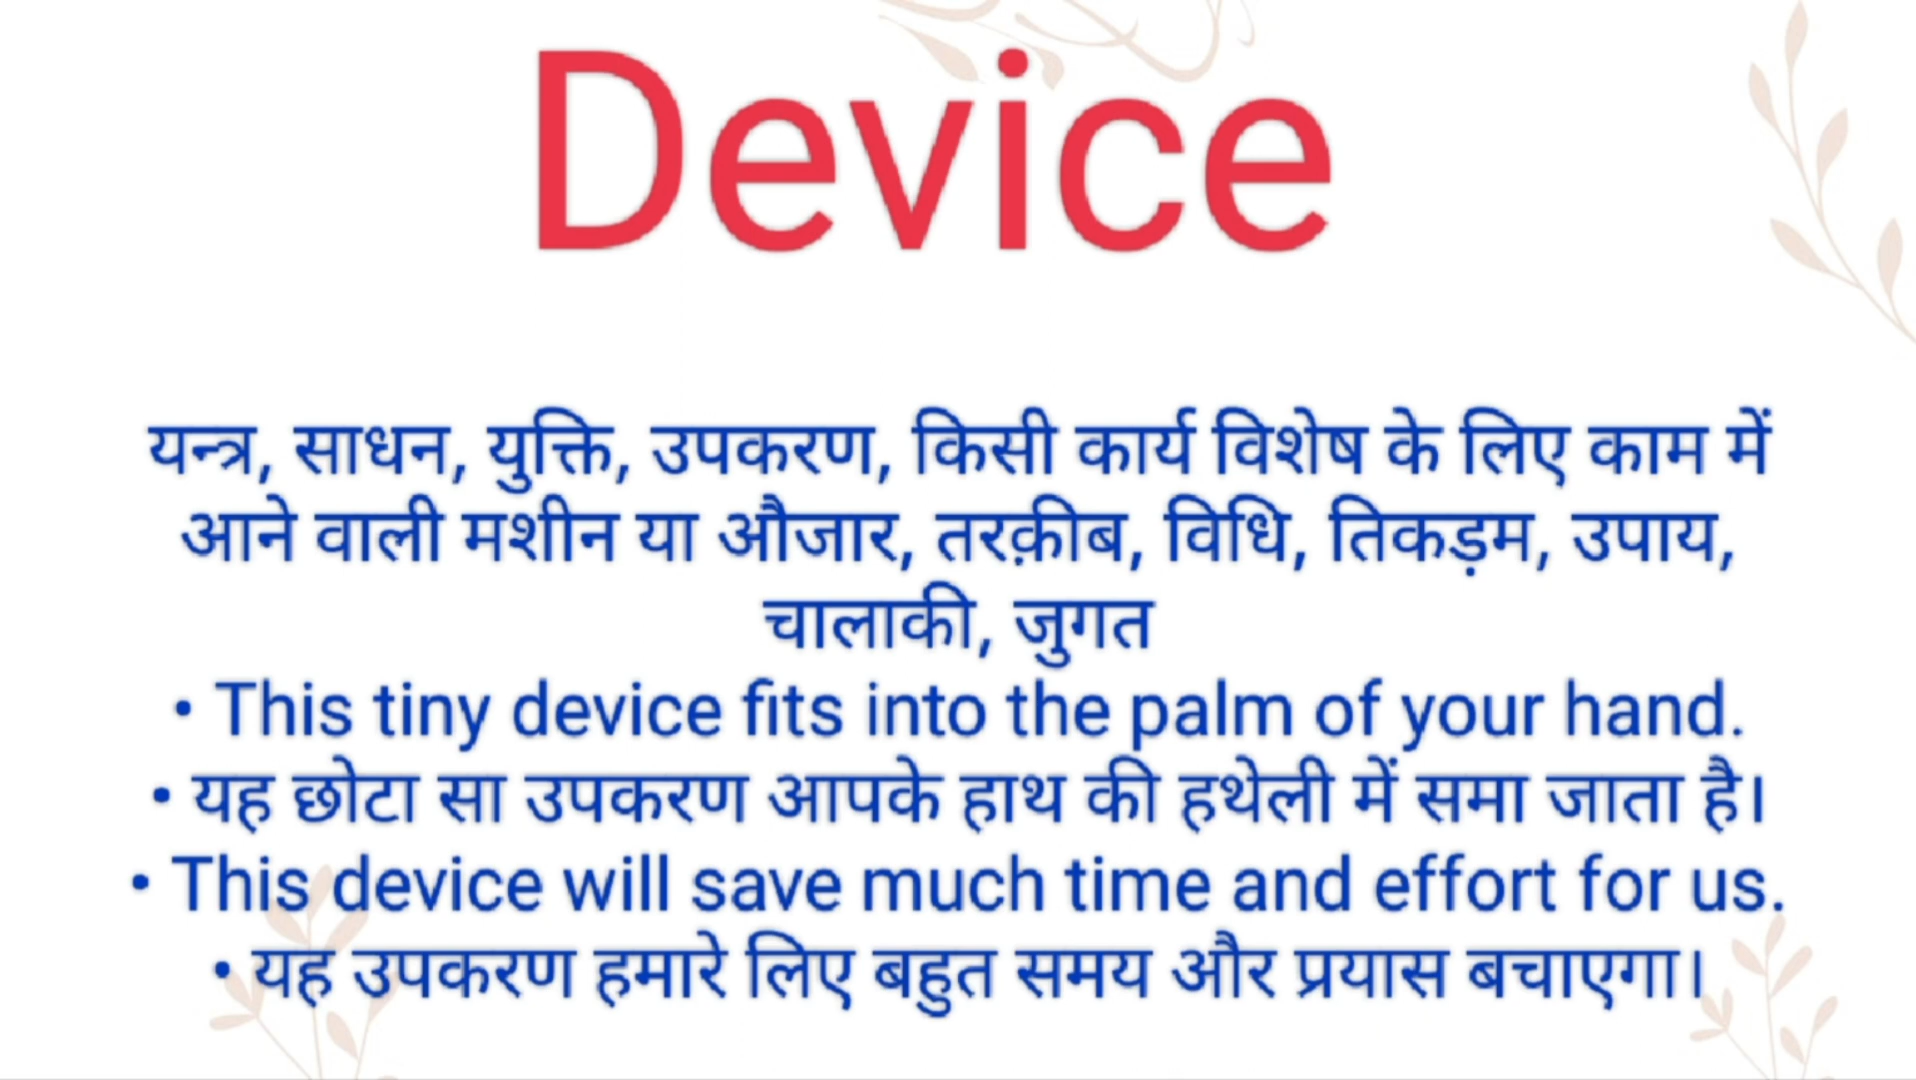 Device
यन्त्र, साधन, युक्ति, उपकरण, किसी कार्य विशेष के लिए काम में
आने वाली मशीन या औजार, तरक़ीब, विधि, तिकड़म, उपाय,
चालाकी, जुगत
• This tiny device fits into the palm of your hand.
• यह छोटा सा उपकरण आपके हाथ की हथेली में समा जाता है।
• This device will save much time and effort for us.
• यह उपकरण हमारे लिए बहुत समय और प्रयास बचाएगा।